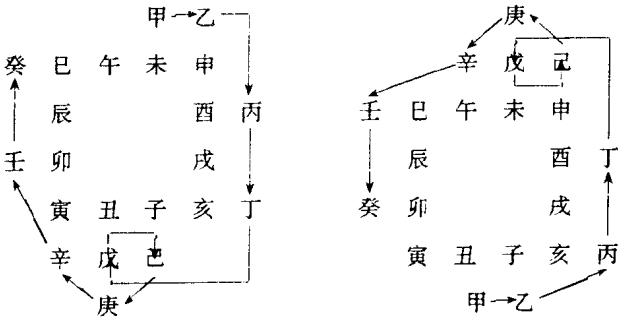 甲 乙
癸 巳 午 未 申
辰 酉 丙
壬 卯 戌
寅 丑 子 亥 丁
辛 戊 己
庚
庚
辛 戊 己
壬 巳 午 未 申
辰 酉 丁
癸 卯 戌
寅 丑 子 亥 丙
甲 乙